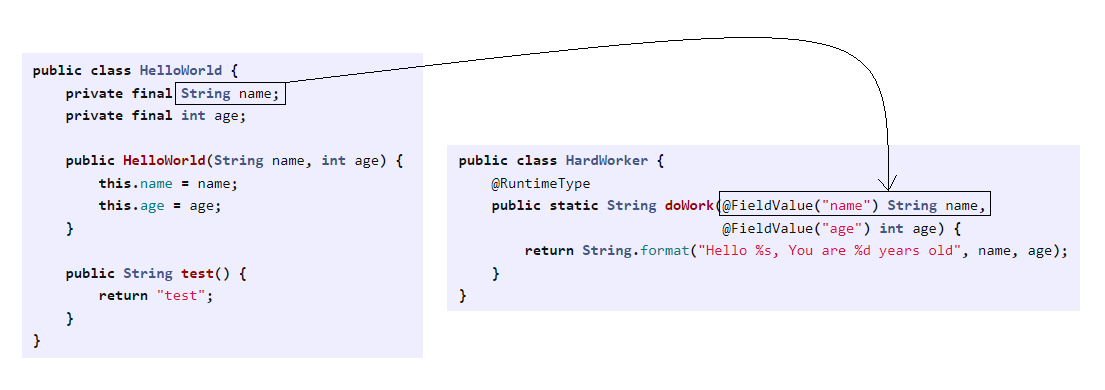 public class HelloWorld {
    private final String name;
    private final int age;
    public HelloWorld(String name, int age) {
        this.name = name;
        this.age = age;
    }
    public String test() {
        return "test";
    }
}
public class HardWorker {
    @RuntimeType
    public static String doWork(@FieldValue("name") String name,
                                @FieldValue("age") int age) {
        return String.format("Hello %s, You are %d years old", name, age);
    }
}